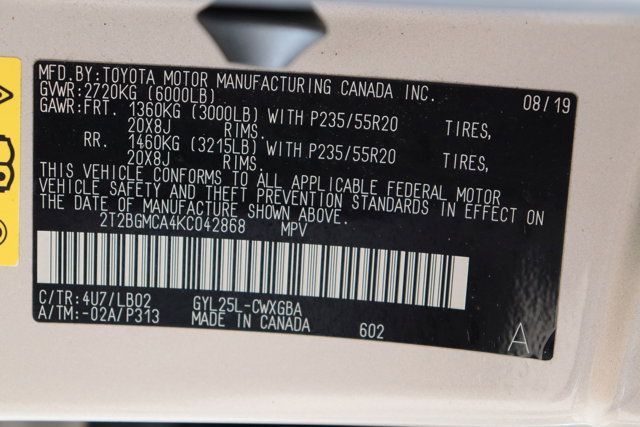 MFD.BY:TOYOTA MOTOR MANUFACTURING CANADA INC. 08/19
GVWR:2720KG (6000LB)
GAWR:FRT. 1360KG (3000LB) WITH P235/55R20 TIRES,
20X8J RIMS.
RR. 1460KG (3215LB) WITH P235/55R20 TIRES,
20X8J RIMS.
THIS VEHICLE CONFORMS TO ALL APPLICABLE FEDERAL MOTOR
VEHICLE SAFETY AND THEFT PREVENTION STANDARDS IN EFFECT ON
THE DATE OF MANUFACTURE SHOWN ABOVE.
2T2BGMCA4KC042868 MPV
C/TR:4U7/LB02 GYL25L-CWXGBA
A/TM:-02A/P313 MADE IN CANADA 602 A